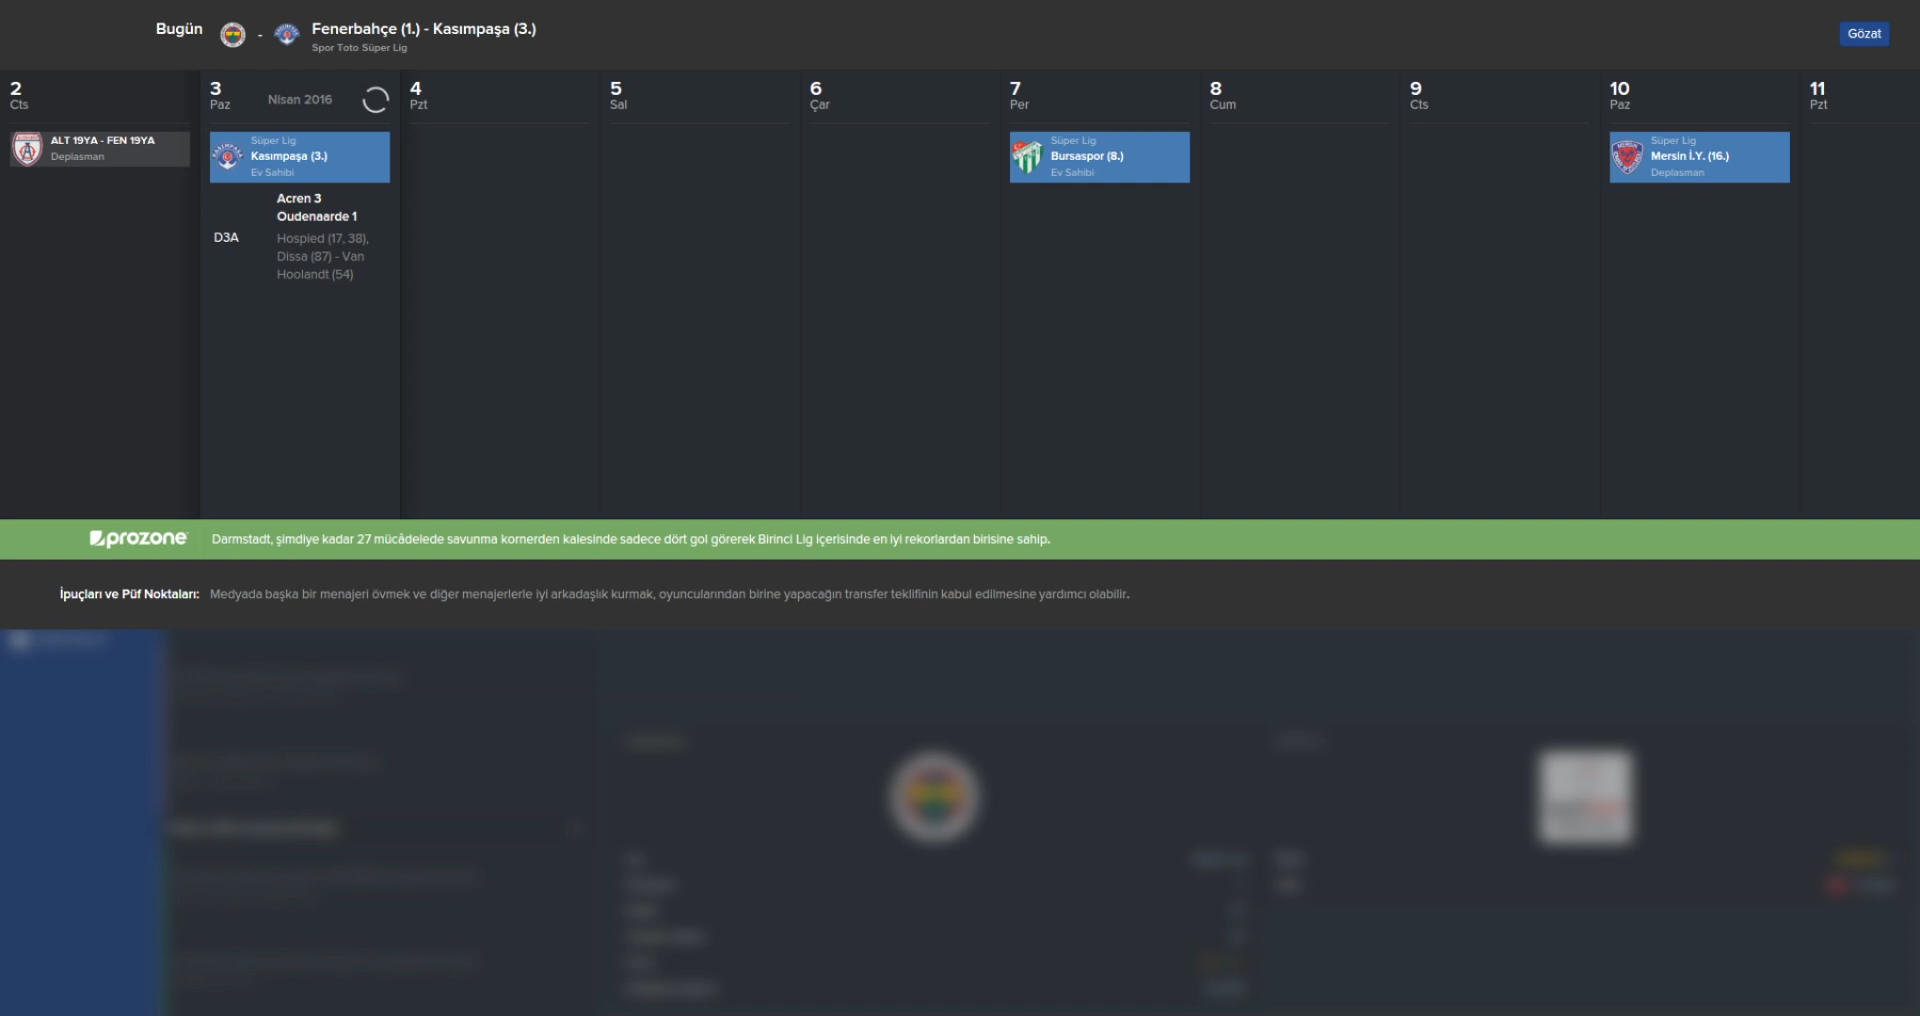 Bugün - Fenerbahçe (1.) - Kasımpaşa (3.)
Spor Toto Süper Lig
Gözat
2
Cts
ALT 19YA - FEN 19YA
Deplasman
3
Paz
Nisan 2016
Süper Lig
Kasımpaşa (3.)
Ev Sahibi
Acren 3
Oudenaarde 1
D3A
Hospied (17, 38),
Dissa (87) - Van
Hoolandt (54)
4
Pzt
5
Sal
6
Çar
7
Per
Süper Lig
Bursaspor (8.)
Ev Sahibi
8
Cum
9
Cts
10
Paz
Süper Lig
Mersin İ.Y. (16.)
Deplasman
11
Pzt
prozone
Darmstadt, şimdiye kadar 27 mücâdelede savunma kornerden kalesinde sadece dört gol görerek Birinci Lig içerisinde en iyi rekorlardan birisine sahip.
İpuçları ve Püf Noktaları: Medyada başka bir menajeri övmek ve diğer menajerlerle iyi arkadaşlık kurmak, oyuncularından birine yapacağın transfer teklifinin kabul edilmesine yardımcı olabilir.